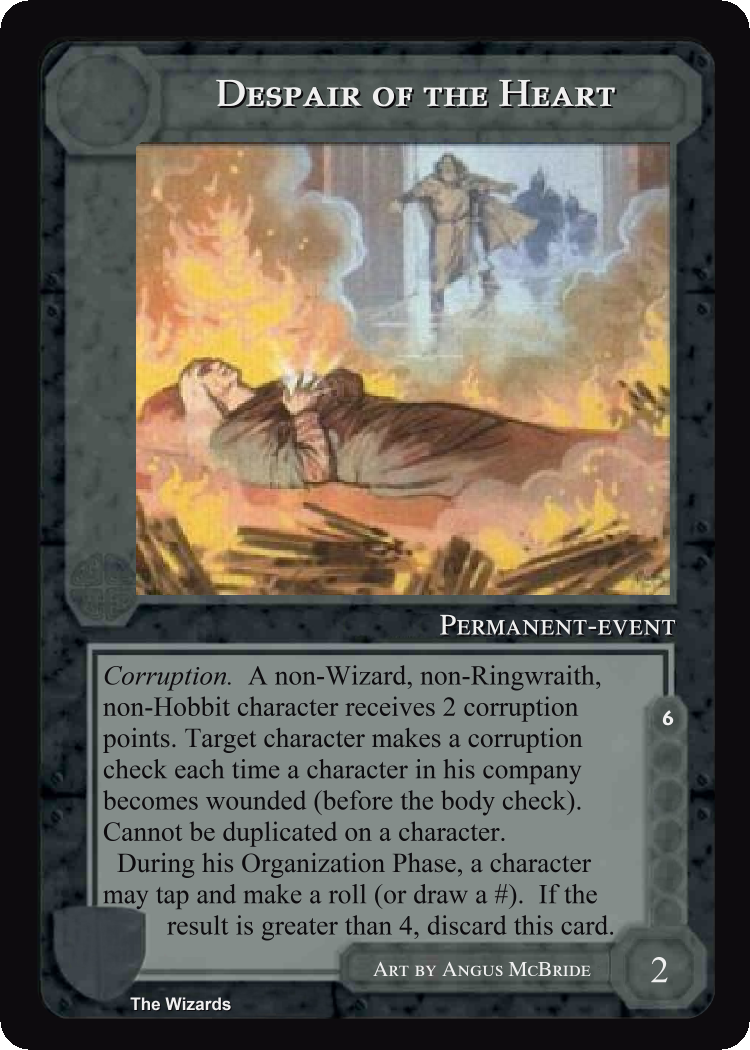 Despair of the Heart
Permanent-event
Corruption. A non-Wizard, non-Ringwraith,
non-Hobbit character receives 2 corruption
points. Target character makes a corruption
check each time a character in his company
becomes wounded (before the body check).
Cannot be duplicated on a character.
During his Organization Phase, a character
may tap and make a roll (or draw a #). If the
result is greater than 4, discard this card.
6
Art by Angus McBride
2
The Wizards